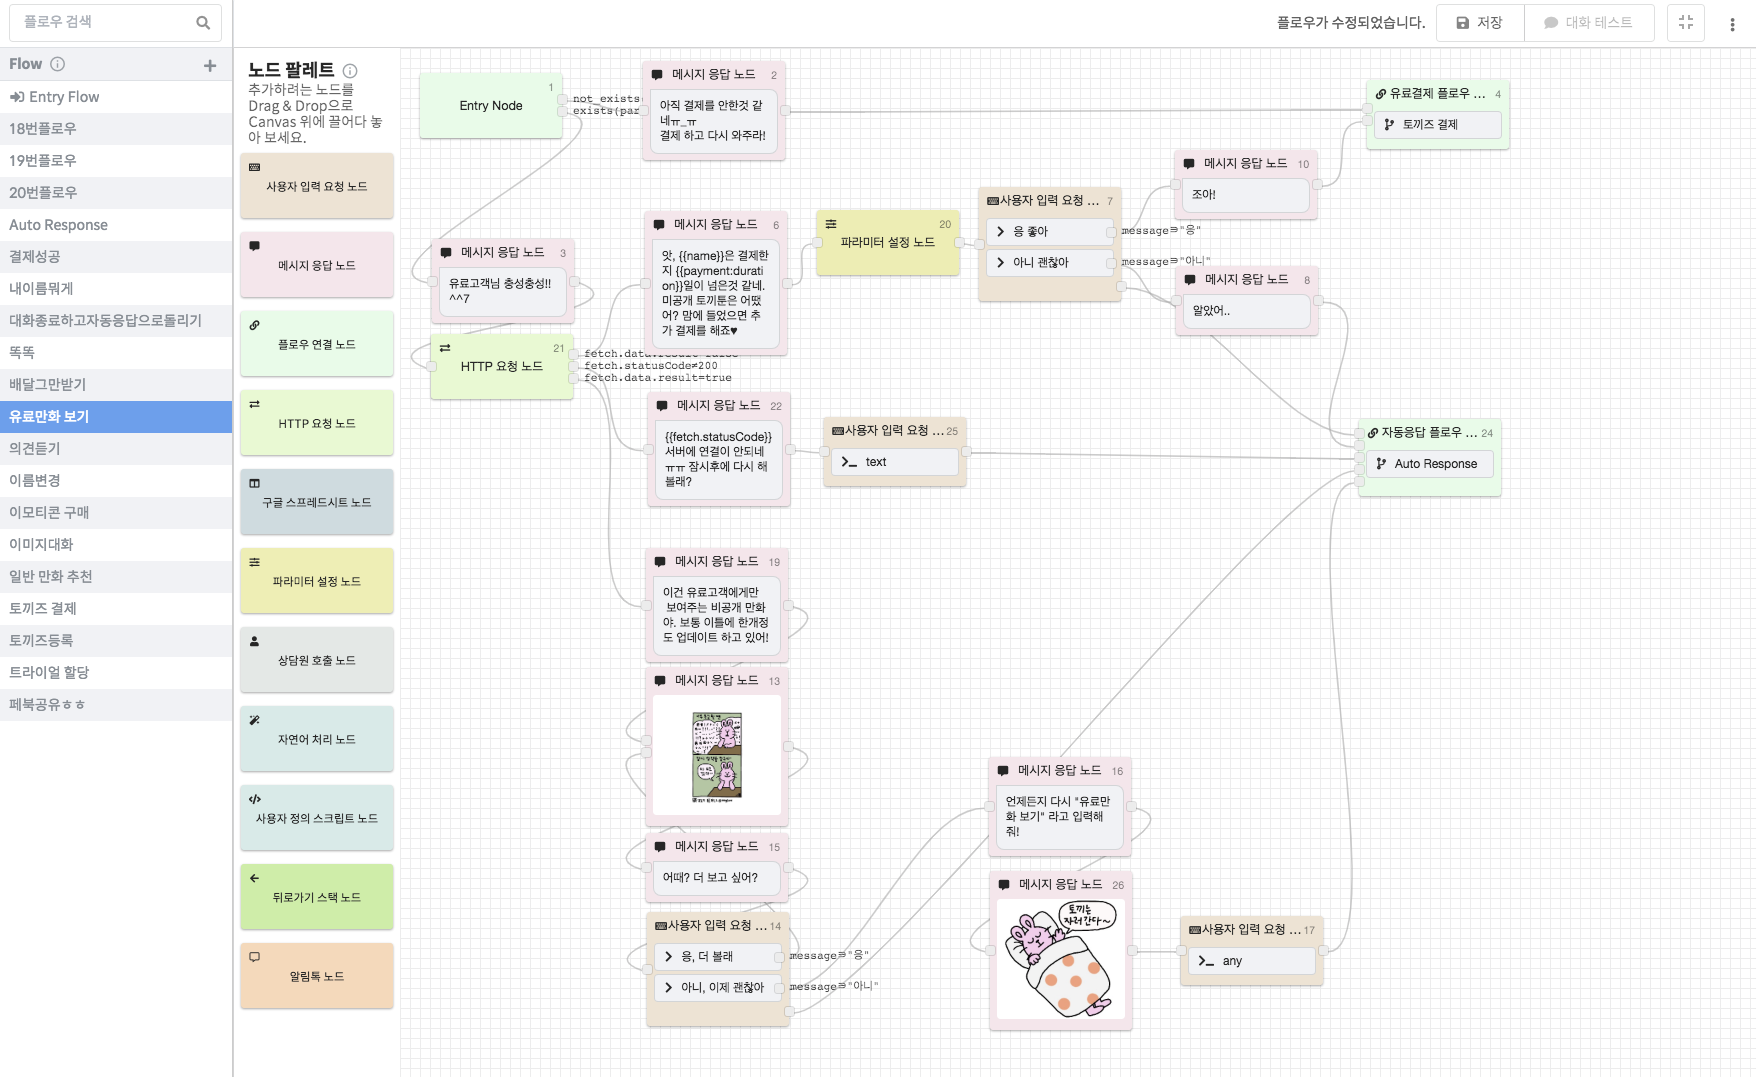 플로우 검색
플로우가 수정되었습니다.
저장
대화 테스트
Flow
Entry Flow
18번플로우
19번플로우
20번플로우
Auto Response
결제성공
내이름뭐게
대화종료하고자동응답으로돌리기
똑똑
배달그만받기
유료만화 보기
의견듣기
이름변경
이모티콘 구매
이미지대화
일반 만화 추천
토끼즈 결제
토끼즈등록
트라이얼 할당
페북공유ㅎㅎ
노드 팔레트
추가하려는 노드를
Drag & Drop으로
Canvas 위에 끌어다 놓
아 보세요.
사용자 입력 요청 노드
메시지 응답 노드
플로우 연결 노드
HTTP 요청 노드
구글 스프레드시트 노드
파라미터 설정 노드
상담원 호출 노드
자연어 처리 노드
사용자 정의 스크립트 노드
뒤로가기 스택 노드
알림톡 노드
1
Entry Node
not_exists
exists(par
메시지 응답 노드 2
아직 결제를 안한것 같
네ㅠ_ㅠ
결제 하고 다시 와주라!
유료결제 플로우 ... 4
토끼즈 결제
메시지 응답 노드 10
조아!
메시지 응답 노드 3
유료고객님 충성충성!!
^^7
메시지 응답 노드 6
앗, {{name}}은 결제한
지 {{payment:durati
on}}일이 넘은것 같네.
미공개 토끼툰은 어땠
어? 맘에 들었으면 추
가 결제를 해죠♥
20
파라미터 설정 노드
사용자 입력 요청 ... 7
응 좋아
message∋"응"
아니 괜찮아
message∋"아니"
메시지 응답 노드 8
알았어..
21
HTTP 요청 노드
fetch.data.result=false
fetch.statusCode≠200
fetch.data.result=true
메시지 응답 노드 22
{{fetch.statusCode}}
서버에 연결이 안되네
ㅠㅠ 잠시후에 다시 해
볼래?
사용자 입력 요청 ... 25
text
자동응답 플로우 ... 24
Auto Response
메시지 응답 노드 19
이건 유료고객에게만
보여주는 비공개 만화
야. 보통 이틀에 한개정
도 업데이트 하고 있어!
메시지 응답 노드 13
메시지 응답 노드 15
어때? 더 보고 싶어?
사용자 입력 요청 ... 14
응, 더 볼래
message∋"응"
아니, 이제 괜찮아
message∋"아니"
메시지 응답 노드 16
언제든지 다시 "유료만
화 보기" 라고 입력해
줘!
메시지 응답 노드 26
토끼는
자러간다~
사용자 입력 요청 ... 17
any